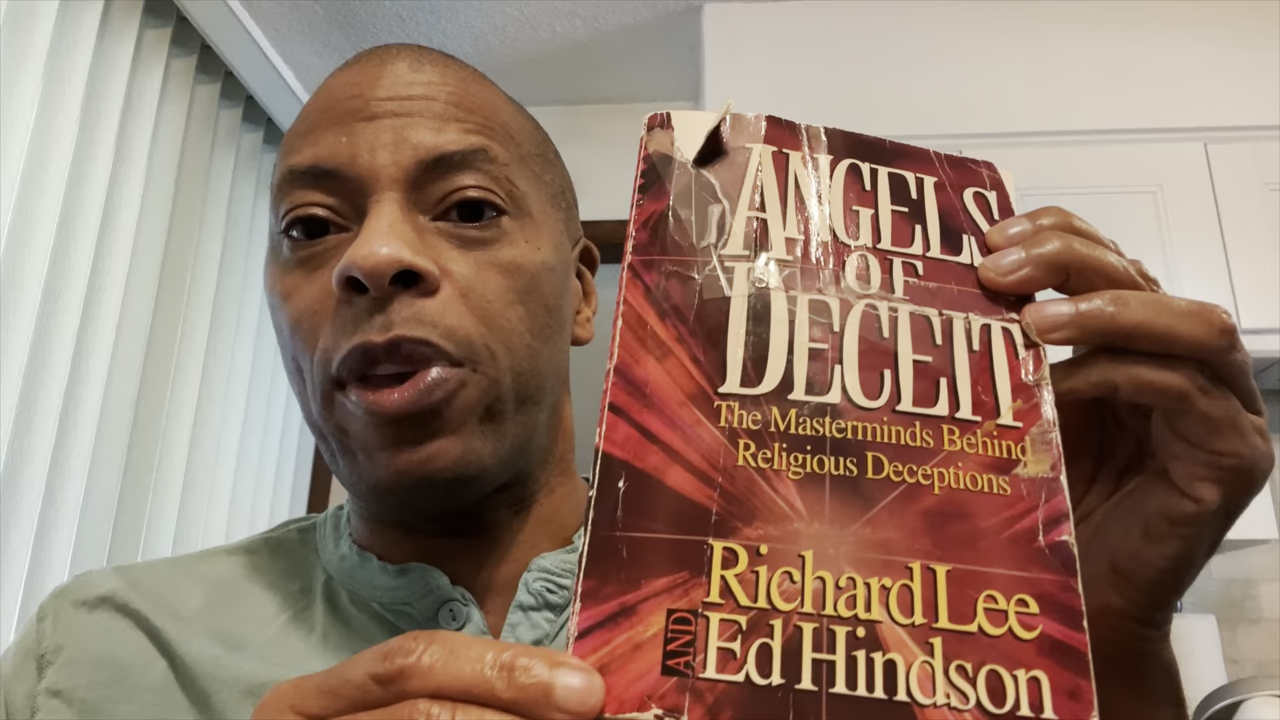 ANGELS
OF
DECEIT
The Masterminds Behind
Religious Deceptions
Richard Lee
AND Ed Hindson